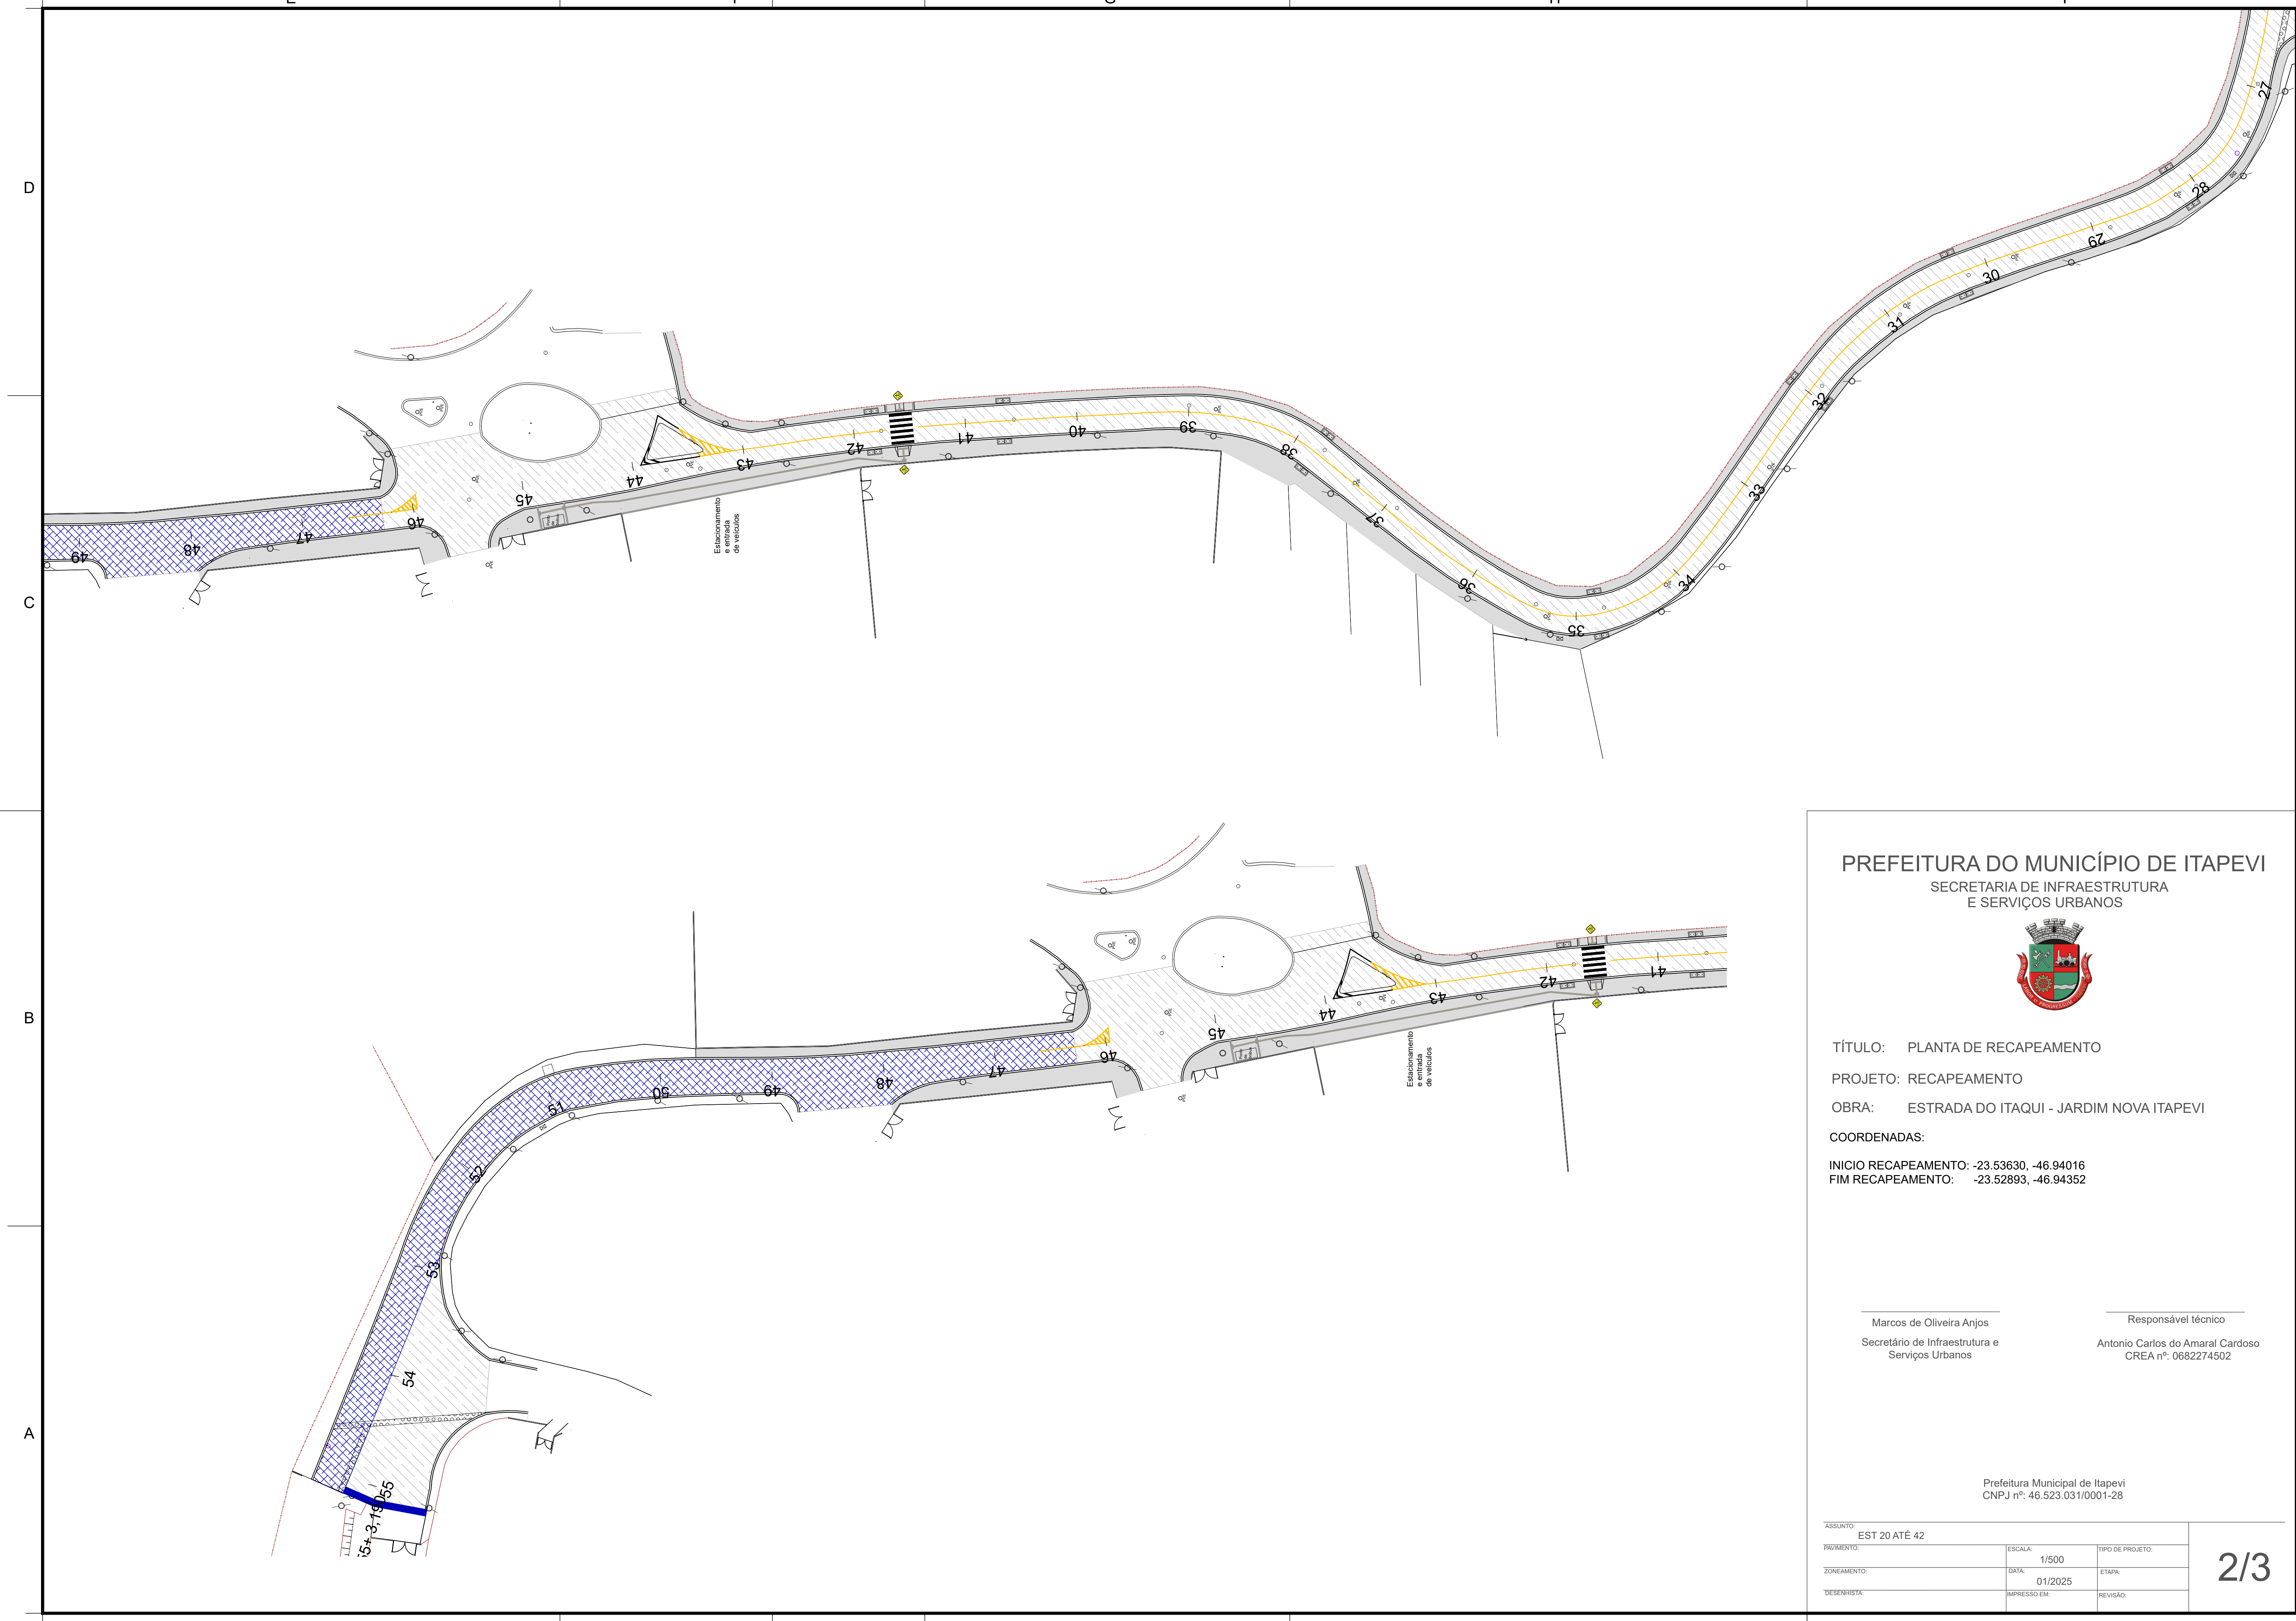 D
C
B
A
27
28
29
30
31
32
33
34
35
36
37
38
39
40
41
42
43
44
45
46
47
48
49
Estacionamento
e entrada
de veículos
41
42
43
44
45
46
47
48
49
50
51
52
53
54
55
55+ 3,190
Estacionamento
e entrada
de veículos
PREFEITURA DO MUNICÍPIO DE ITAPEVI
SECRETARIA DE INFRAESTRUTURA
E SERVIÇOS URBANOS
TÍTULO: PLANTA DE RECAPEAMENTO
PROJETO: RECAPEAMENTO
OBRA: ESTRADA DO ITAQUI - JARDIM NOVA ITAPEVI
COORDENADAS:
INICIO RECAPEAMENTO: -23.53630, -46.94016
FIM RECAPEAMENTO: -23.52893, -46.94352
Marcos de Oliveira Anjos
Secretário de Infraestrutura e
Serviços Urbanos
Responsável técnico
Antonio Carlos do Amaral Cardoso
CREA nº: 0682274502
Prefeitura Municipal de Itapevi
CNPJ nº: 46.523.031/0001-28
ASSUNTO:
EST 20 ATÉ 42
PAVIMENTO:
ESCALA:
1/500
TIPO DE PROJETO:
ZONEAMENTO:
DATA:
01/2025
ETAPA:
DESENHISTA:
IMPRESSO EM:
REVISÃO:
2/3